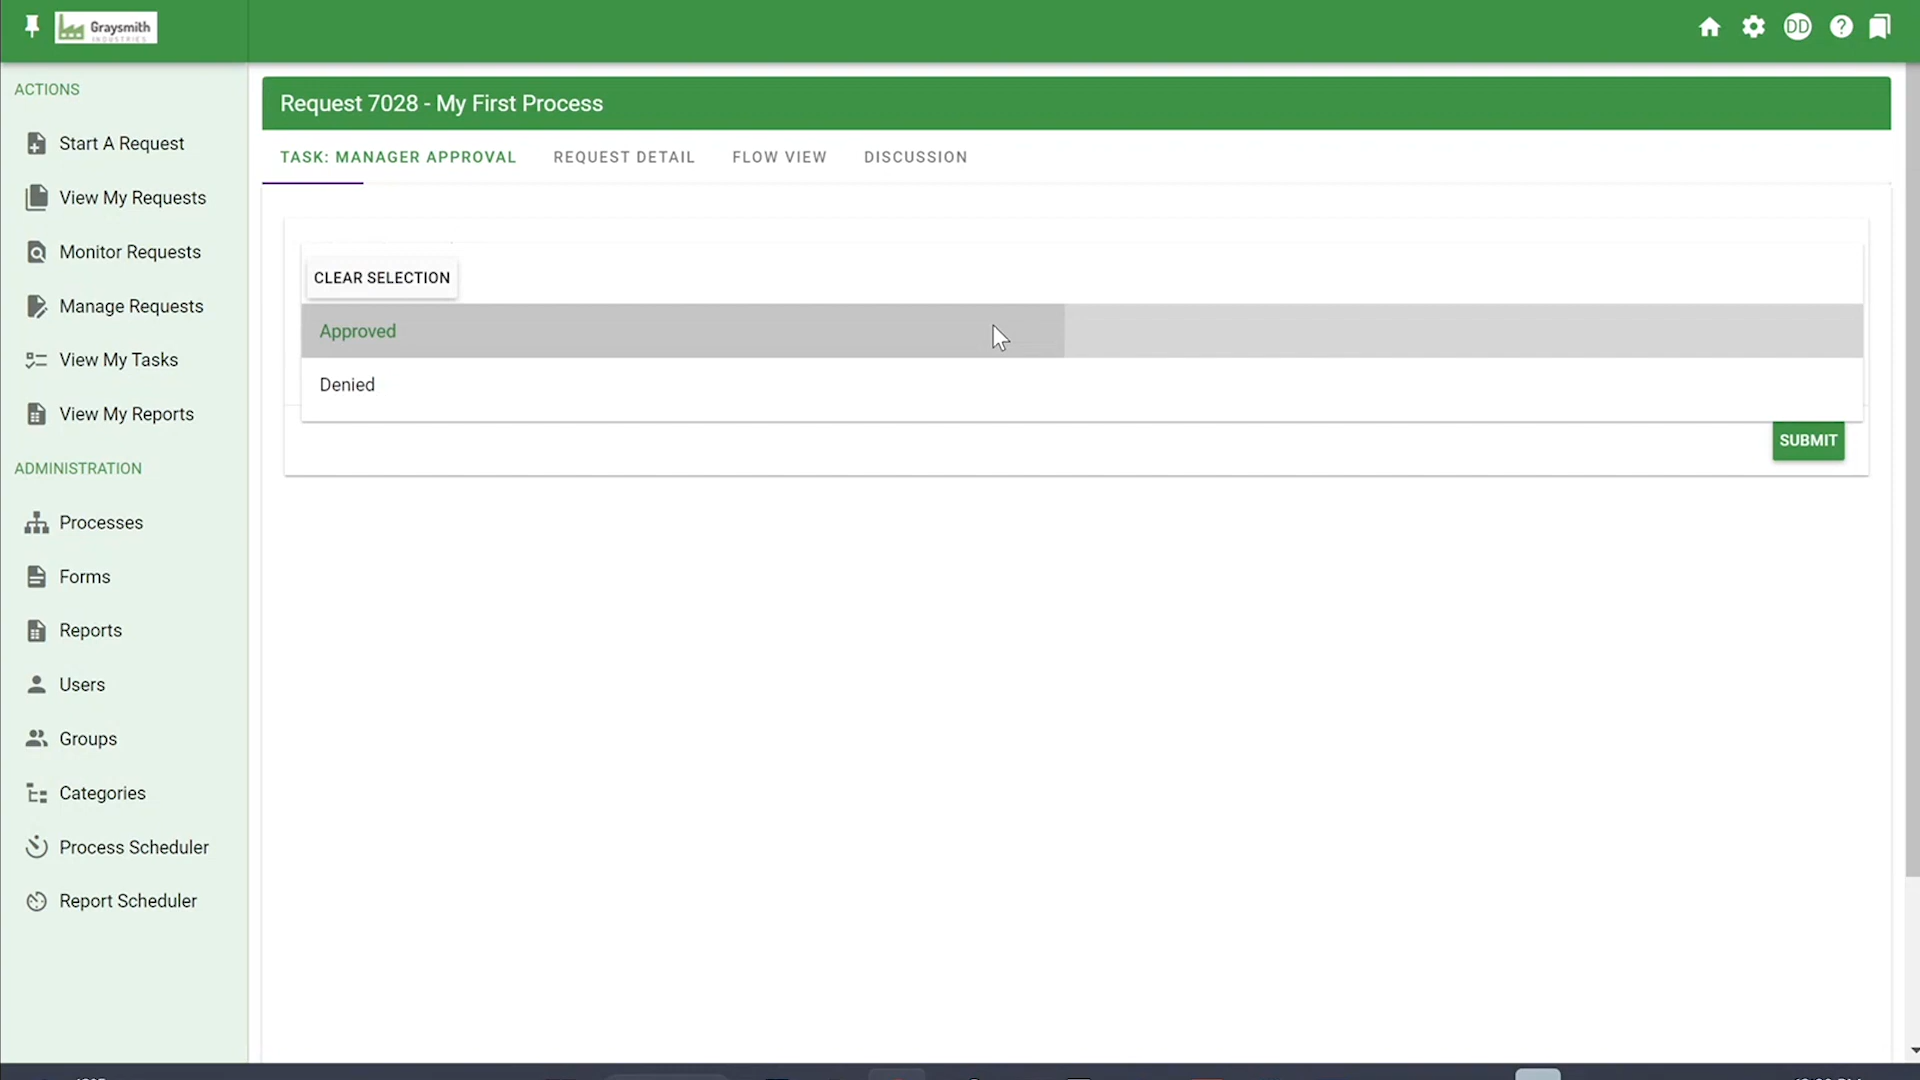 Graysmith
INDUSTRIES
DD
?
ACTIONS
Start A Request
View My Requests
Monitor Requests
Manage Requests
View My Tasks
View My Reports
ADMINISTRATION
Processes
Forms
Reports
Users
Groups
Categories
Process Scheduler
Report Scheduler
Request 7028 - My First Process
TASK: MANAGER APPROVAL REQUEST DETAIL FLOW VIEW DISCUSSION
CLEAR SELECTION
Approved
Denied
SUBMIT